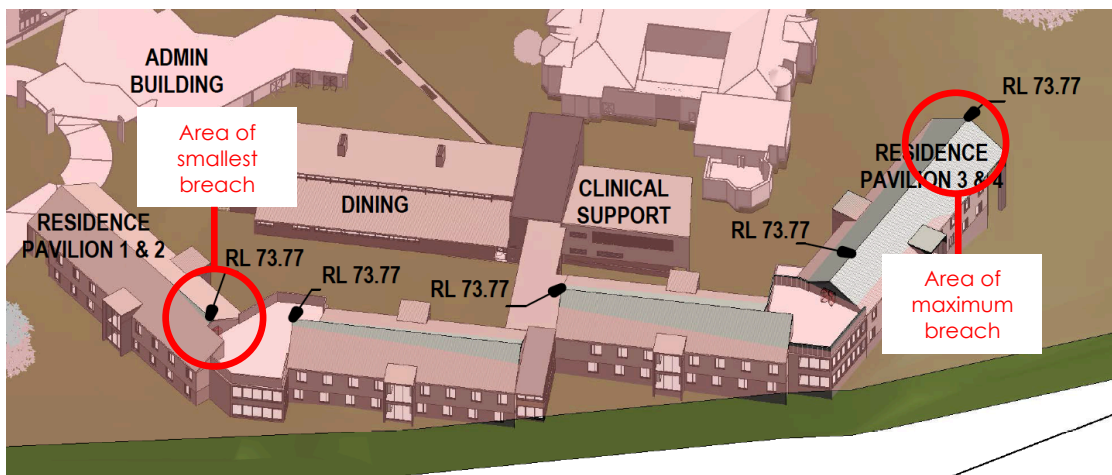 ADMIN
BUILDING
Area of
smallest
breach
RESIDENCE
PAVILION 1 & 2
RL 73.77
RL 73.77
DINING
CLINICAL
SUPPORT
RL 73.77
RL 73.77
RL 73.77
RESIDENCE
PAVILION 3 & 4
Area of
maximum
breach